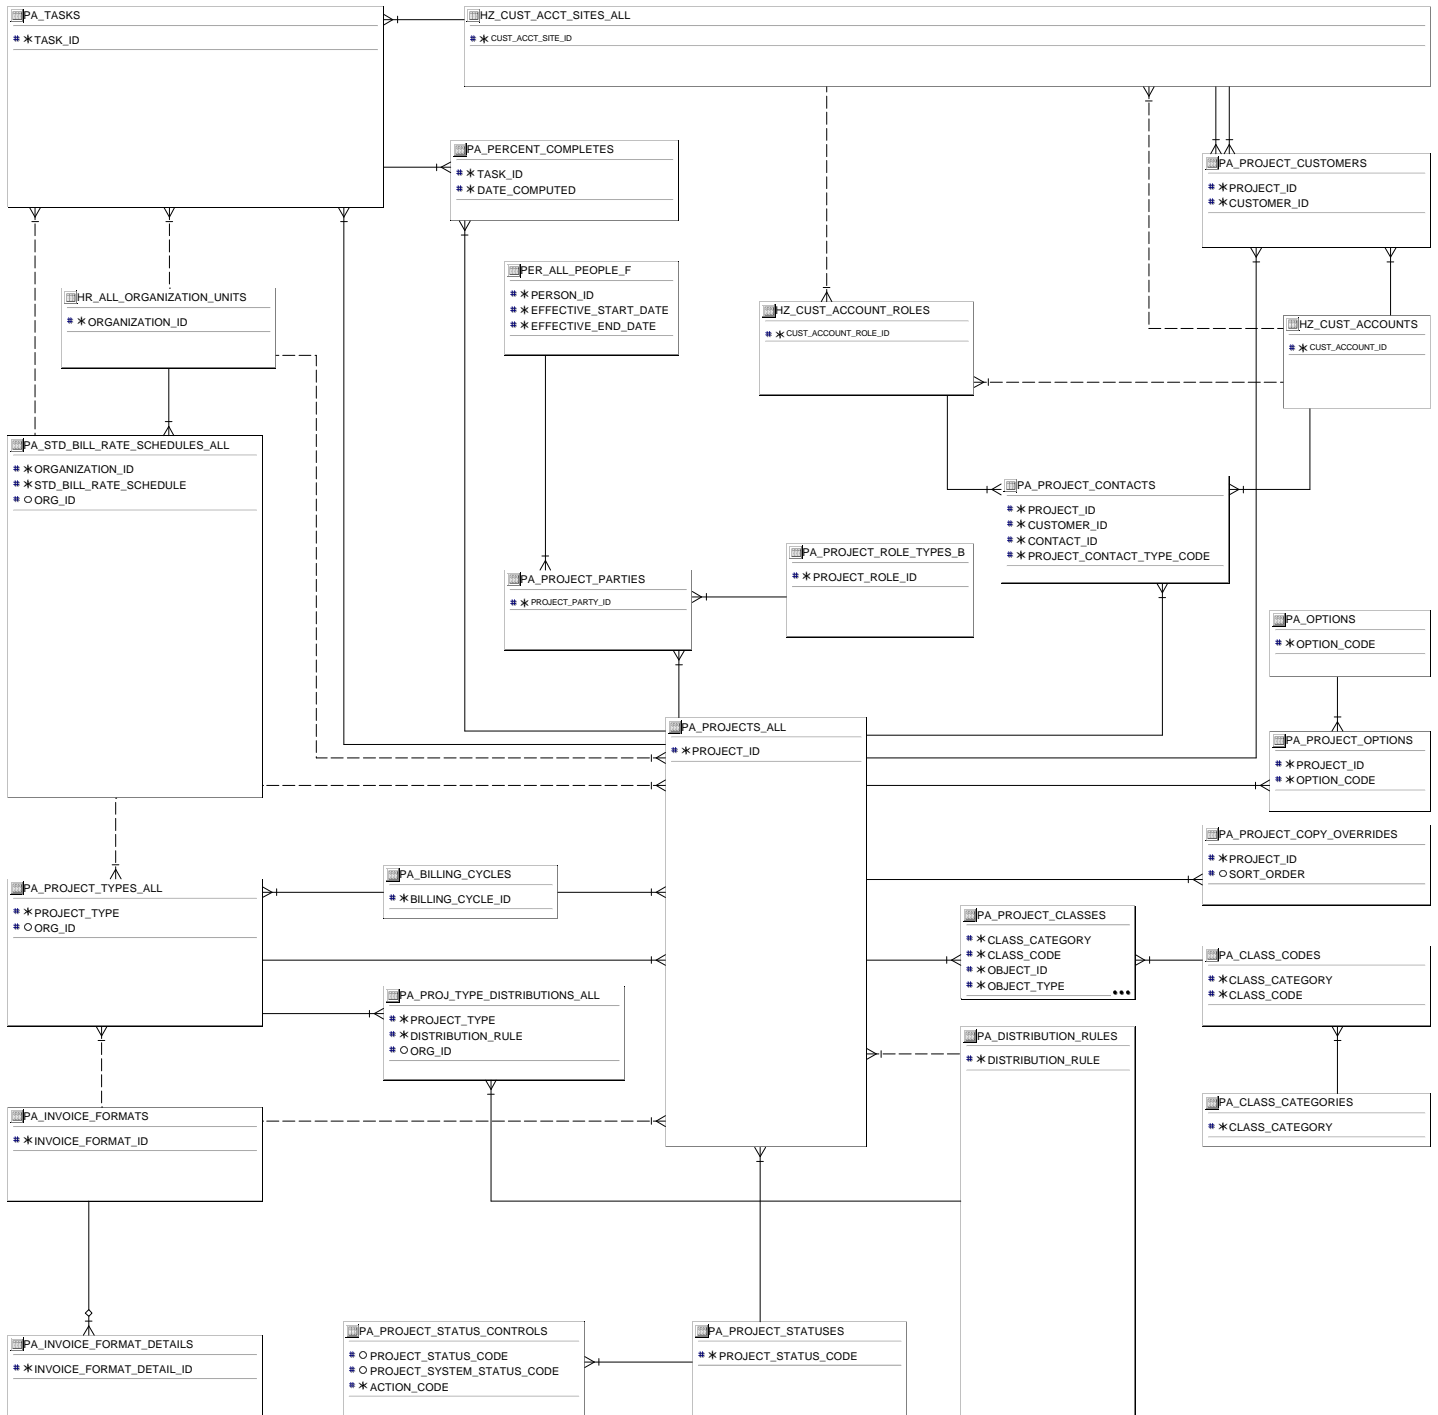 PA_TASKS
# * TASK_ID
HZ_CUST_ACCT_SITES_ALL
# * CUST_ACCT_SITE_ID
PA_PERCENT_COMPLETES
# * TASK_ID
# * DATE_COMPUTED
PA_PROJECT_CUSTOMERS
# * PROJECT_ID
# * CUSTOMER_ID
HR_ALL_ORGANIZATION_UNITS
# * ORGANIZATION_ID
PER_ALL_PEOPLE_F
# * PERSON_ID
# * EFFECTIVE_START_DATE
# * EFFECTIVE_END_DATE
HZ_CUST_ACCOUNT_ROLES
# * CUST_ACCOUNT_ROLE_ID
HZ_CUST_ACCOUNTS
# * CUST_ACCOUNT_ID
PA_STD_BILL_RATE_SCHEDULES_ALL
# * ORGANIZATION_ID
# * STD_BILL_RATE_SCHEDULE
# O ORG_ID
PA_PROJECT_CONTACTS
# * PROJECT_ID
# * CUSTOMER_ID
# * CONTACT_ID
# * PROJECT_CONTACT_TYPE_CODE
PA_PROJECT_PARTIES
# * PROJECT_PARTY_ID
PA_PROJECT_ROLE_TYPES_B
# * PROJECT_ROLE_ID
PA_OPTIONS
# * OPTION_CODE
PA_PROJECTS_ALL
# * PROJECT_ID
PA_PROJECT_OPTIONS
# * PROJECT_ID
# * OPTION_CODE
PA_PROJECT_COPY_OVERRIDES
# * PROJECT_ID
# O SORT_ORDER
PA_PROJECT_TYPES_ALL
# * PROJECT_TYPE
# O ORG_ID
PA_BILLING_CYCLES
# * BILLING_CYCLE_ID
PA_PROJECT_CLASSES
# * CLASS_CATEGORY
# * CLASS_CODE
# * OBJECT_ID
# * OBJECT_TYPE
•••
PA_CLASS_CODES
# * CLASS_CATEGORY
# * CLASS_CODE
PA_PROJ_TYPE_DISTRIBUTIONS_ALL
# * PROJECT_TYPE
# * DISTRIBUTION_RULE
# O ORG_ID
PA_DISTRIBUTION_RULES
# * DISTRIBUTION_RULE
PA_CLASS_CATEGORIES
# * CLASS_CATEGORY
PA_INVOICE_FORMATS
# * INVOICE_FORMAT_ID
PA_INVOICE_FORMAT_DETAILS
# * INVOICE_FORMAT_DETAIL_ID
PA_PROJECT_STATUS_CONTROLS
# O PROJECT_STATUS_CODE
# O PROJECT_SYSTEM_STATUS_CODE
# * ACTION_CODE
PA_PROJECT_STATUSES
# * PROJECT_STATUS_CODE